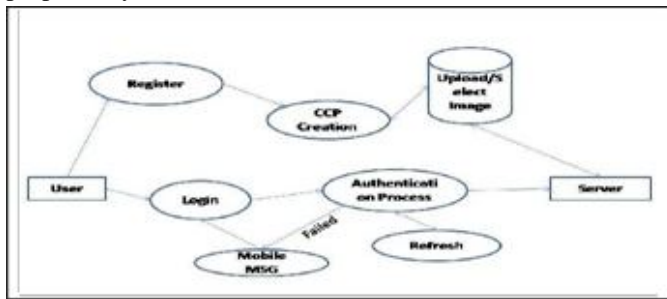 Register
CCP
Creation
Upload/S
elect
Image
User
Login
Authenticati
on Process
Server
Failed
Mobile
MSG
Refresh